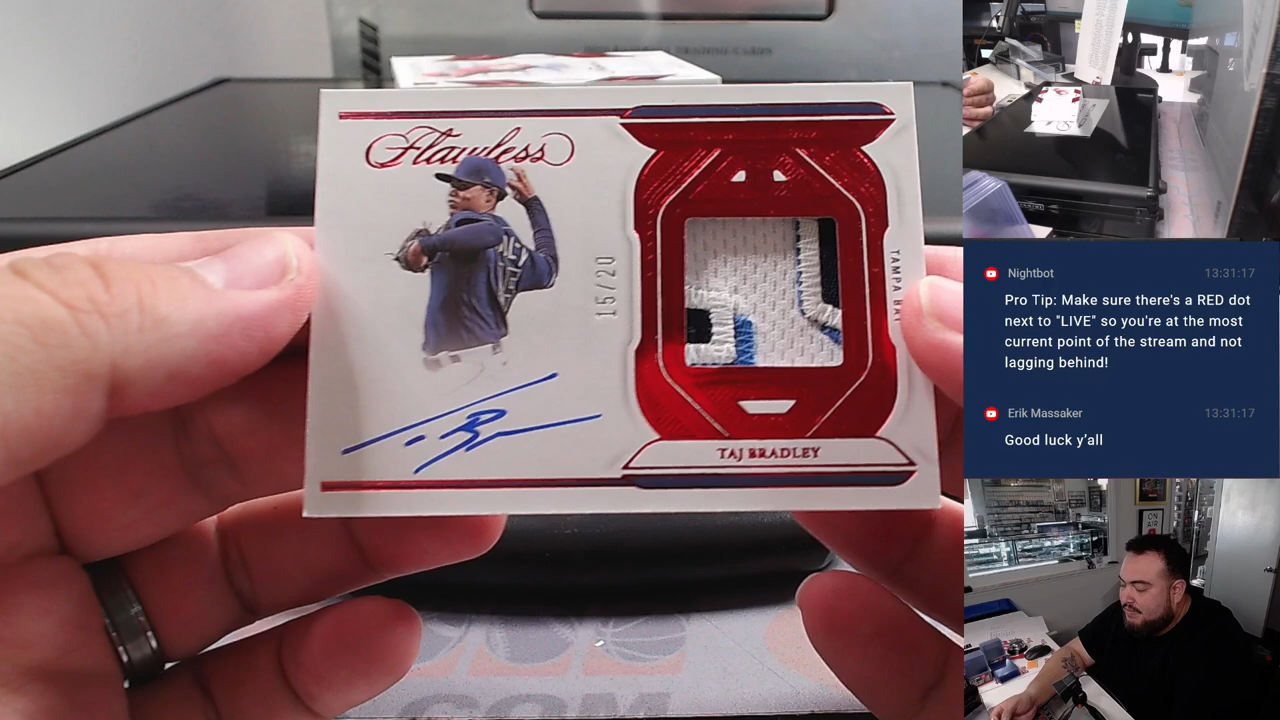 Flawless
15/20
TAMPA BAY
TAJ BRADLEY
.COM
Nightbot 13:31:17
Pro Tip: Make sure there's a RED dot
next to "LIVE" so you're at the most
current point of the stream and not
lagging behind!
Erik Massaker 13:31:17
Good luck y'all
ON
AIR